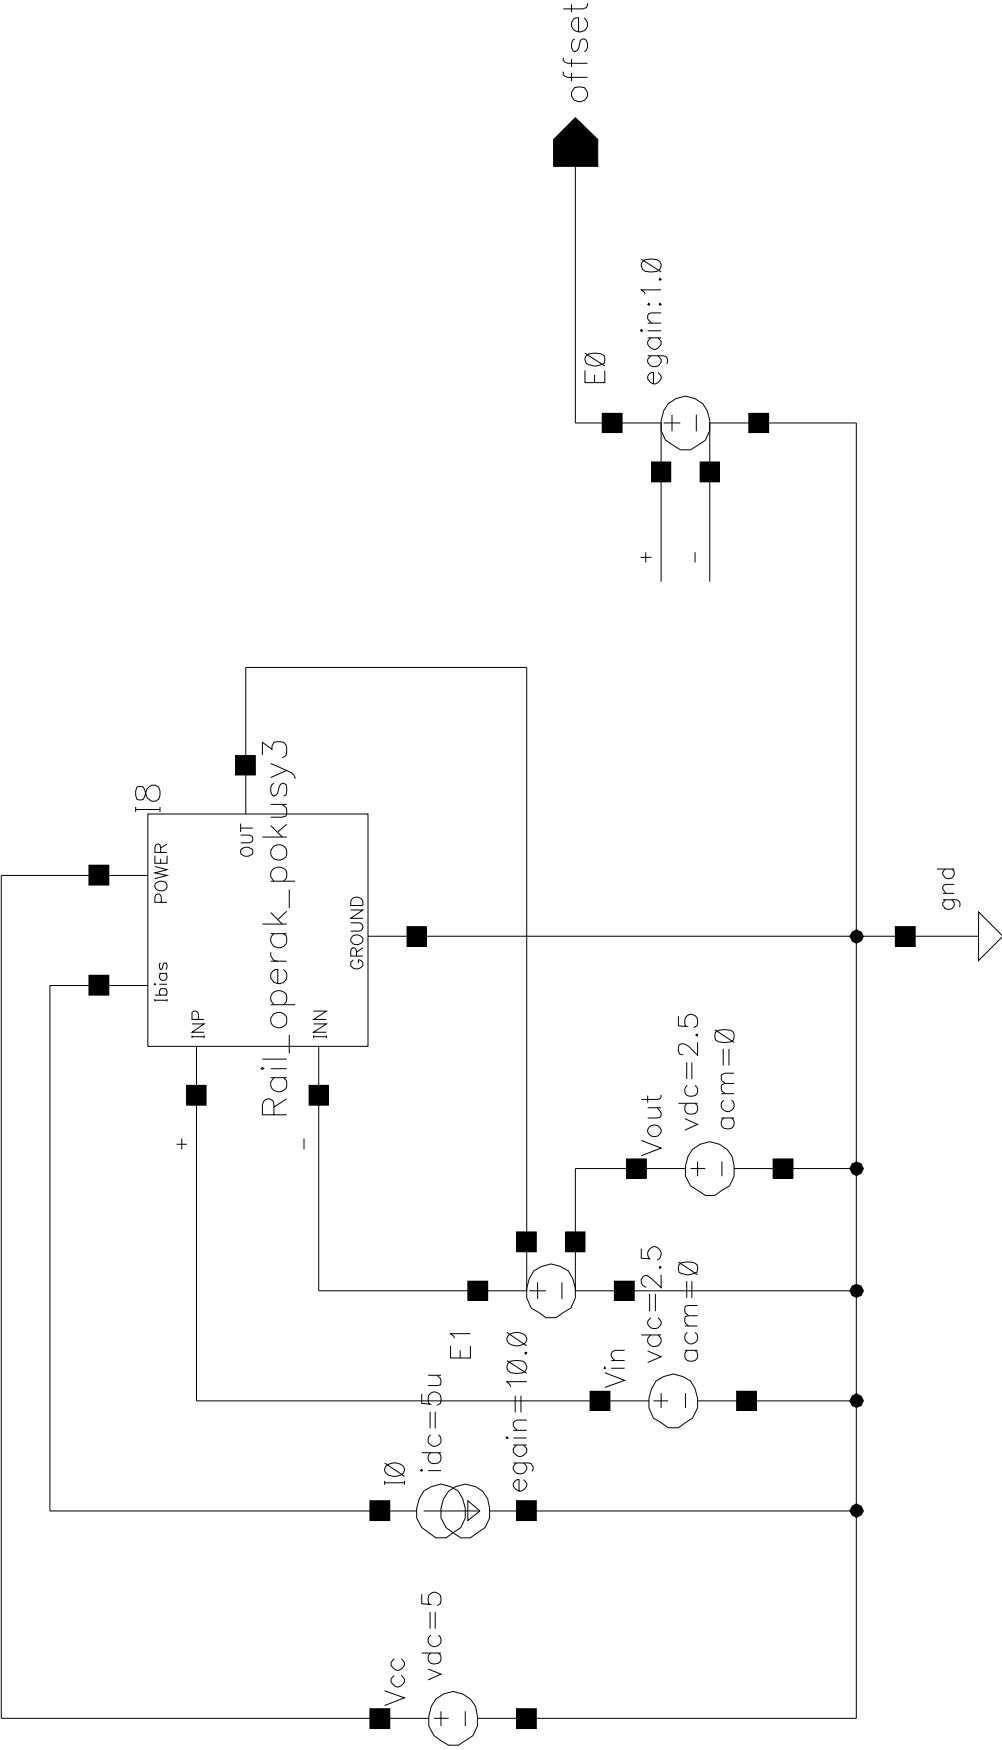 offset
E0
egain:1.0
+
-
+
-
I8
POWER
Ibias
OUT
GROUND
INP
INN
Rail_operak_pokusy3
+
-
gnd
Vout
vdc=2.5
acm=0
+
-
E1
egain=10.0
+
-
Vin
vdc=2.5
acm=0
+
-
I0
idc=5u
Vcc
vdc=5
+
-